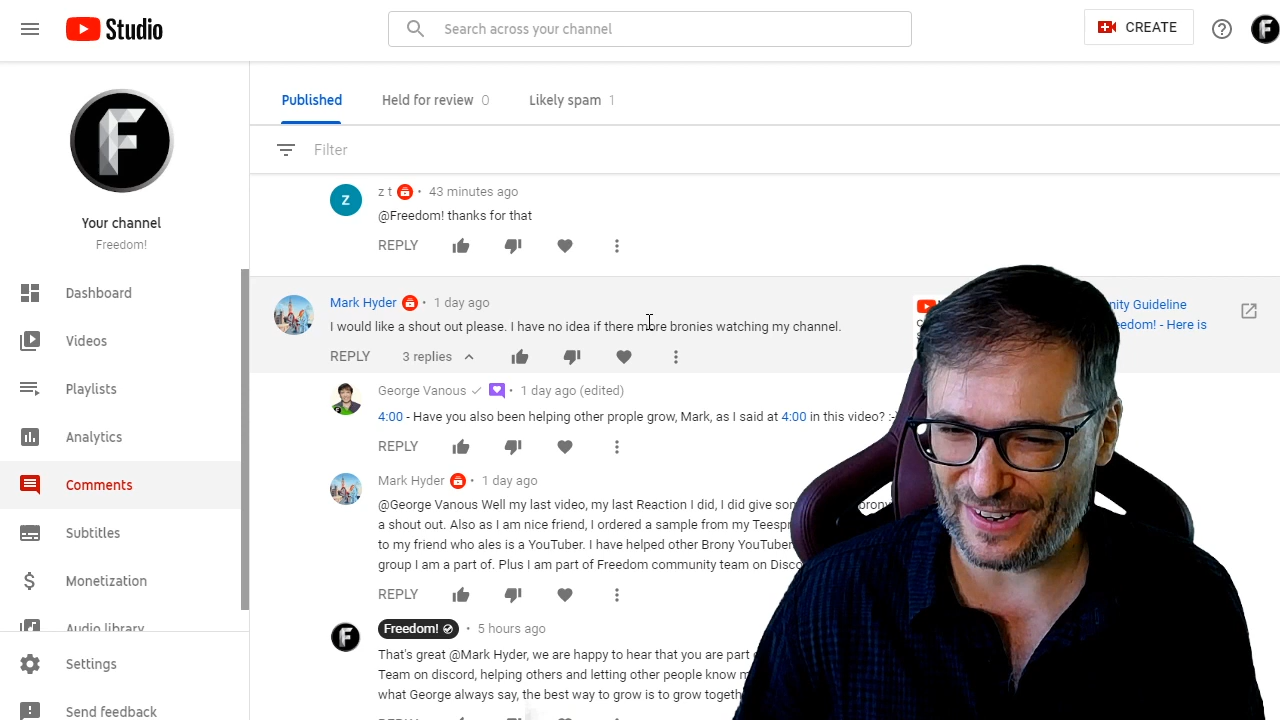 Studio
Search across your channel
CREATE
Your channel
Freedom!
Dashboard
Videos
Playlists
Analytics
Comments
Subtitles
Monetization
Audio library
Settings
Send feedback
Published
Held for review 0
Likely spam 1
Filter
Z
z t • 43 minutes ago
@Freedom! thanks for that
REPLY
Mark Hyder • 1 day ago
I would like a shout out please. I have no idea if there more bronies watching my channel.
REPLY 3 replies
Guideline
- Here is
George Vanous • 1 day ago (edited)
4:00 - Have you also been helping other prople grow, Mark, as I said at 4:00 in this video?
REPLY
Mark Hyder • 1 day ago
@George Vanous Well my last video, my last Reaction I did, I did give
a shout out. Also as I am nice friend, I ordered a sample from my
to my friend who ales is a YouTuber. I have helped other Brony
group I am a part of. Plus I am part of Freedom community team on
REPLY
F
Freedom! • 5 hours ago
That's great @Mark Hyder, we are happy to hear that you are part
Team on discord, helping others and letting other people know
what George always say, the best way to grow is to grow
REPLY